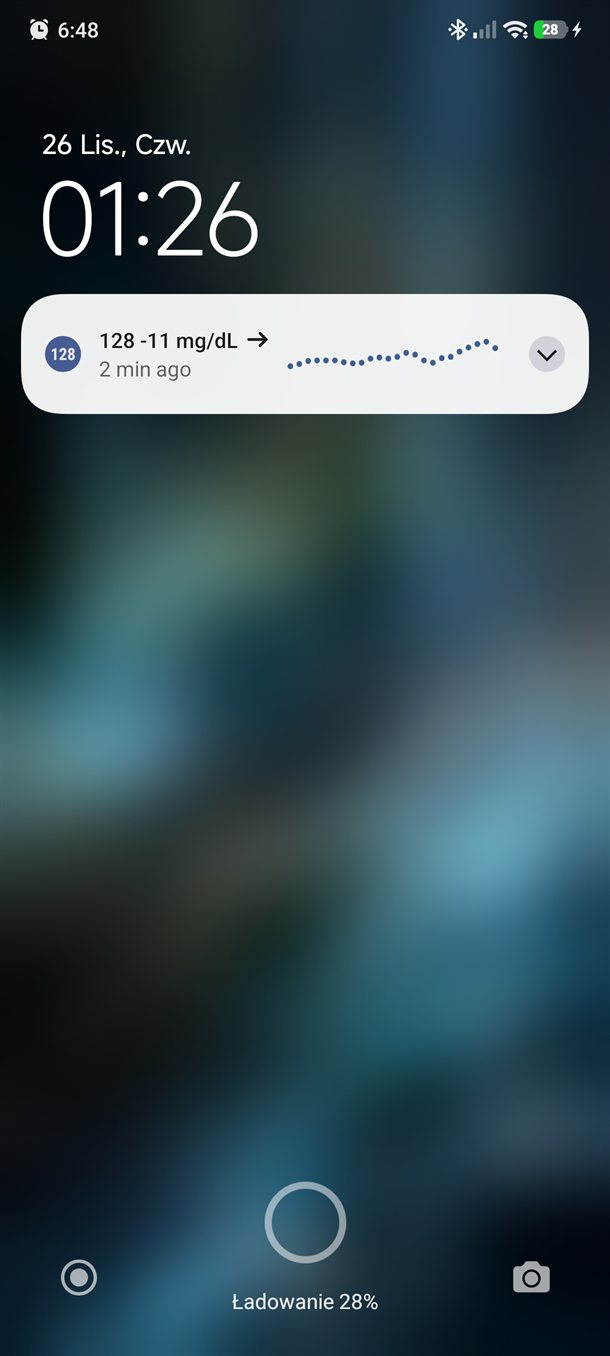 6:48
28
26 Lis., Czw.
01:26
128
128 -11 mg/dL →
2 min ago
Ładowanie 28%